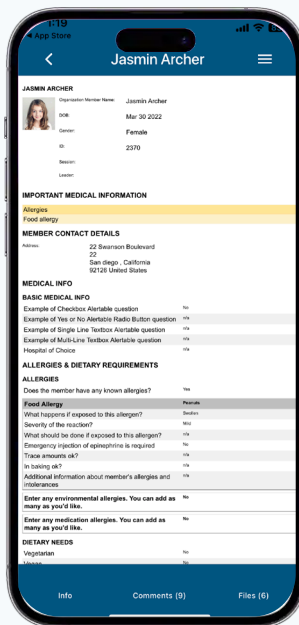 1:19
App Store
Jasmin Archer
JASMIN ARCHER
Organization Member Name: Jasmin Archer
DOB: Mar 30 2022
Gender: Female
ID: 2370
Session:
Leader:
IMPORTANT MEDICAL INFORMATION
Allergies
Food allergy
MEMBER CONTACT DETAILS
Address: 22 Swanson Boulevard
22
San diego , California
92126 United States
MEDICAL INFO
BASIC MEDICAL INFO
Example of Checkbox Alertable question No
Example of Yes or No Alertable Radio Button question n/a
Example of Single Line Textbox Alertable question n/a
Example of Multi-Line Textbox Alertable question n/a
Hospital of Choice n/a
ALLERGIES & DIETARY REQUIREMENTS
ALLERGIES
Does the member have any known allergies? Yes
Food Allergy Peanuts
What happens if exposed to this allergen? Swollen
Severity of the reaction? Mild
What should be done if exposed to this allergen? n/a
Emergency injection of epinephrine is required No
Trace amounts ok? n/a
In baking ok? n/a
Additional information about member's allergies and n/a
intolerances
Enter any environmental allergies. You can add as No
many as you'd like.
Enter any medication allergies. You can add as No
many as you'd like.
DIETARY NEEDS
Vegetarian No
Vegan No
Info Comments (9) Files (6)